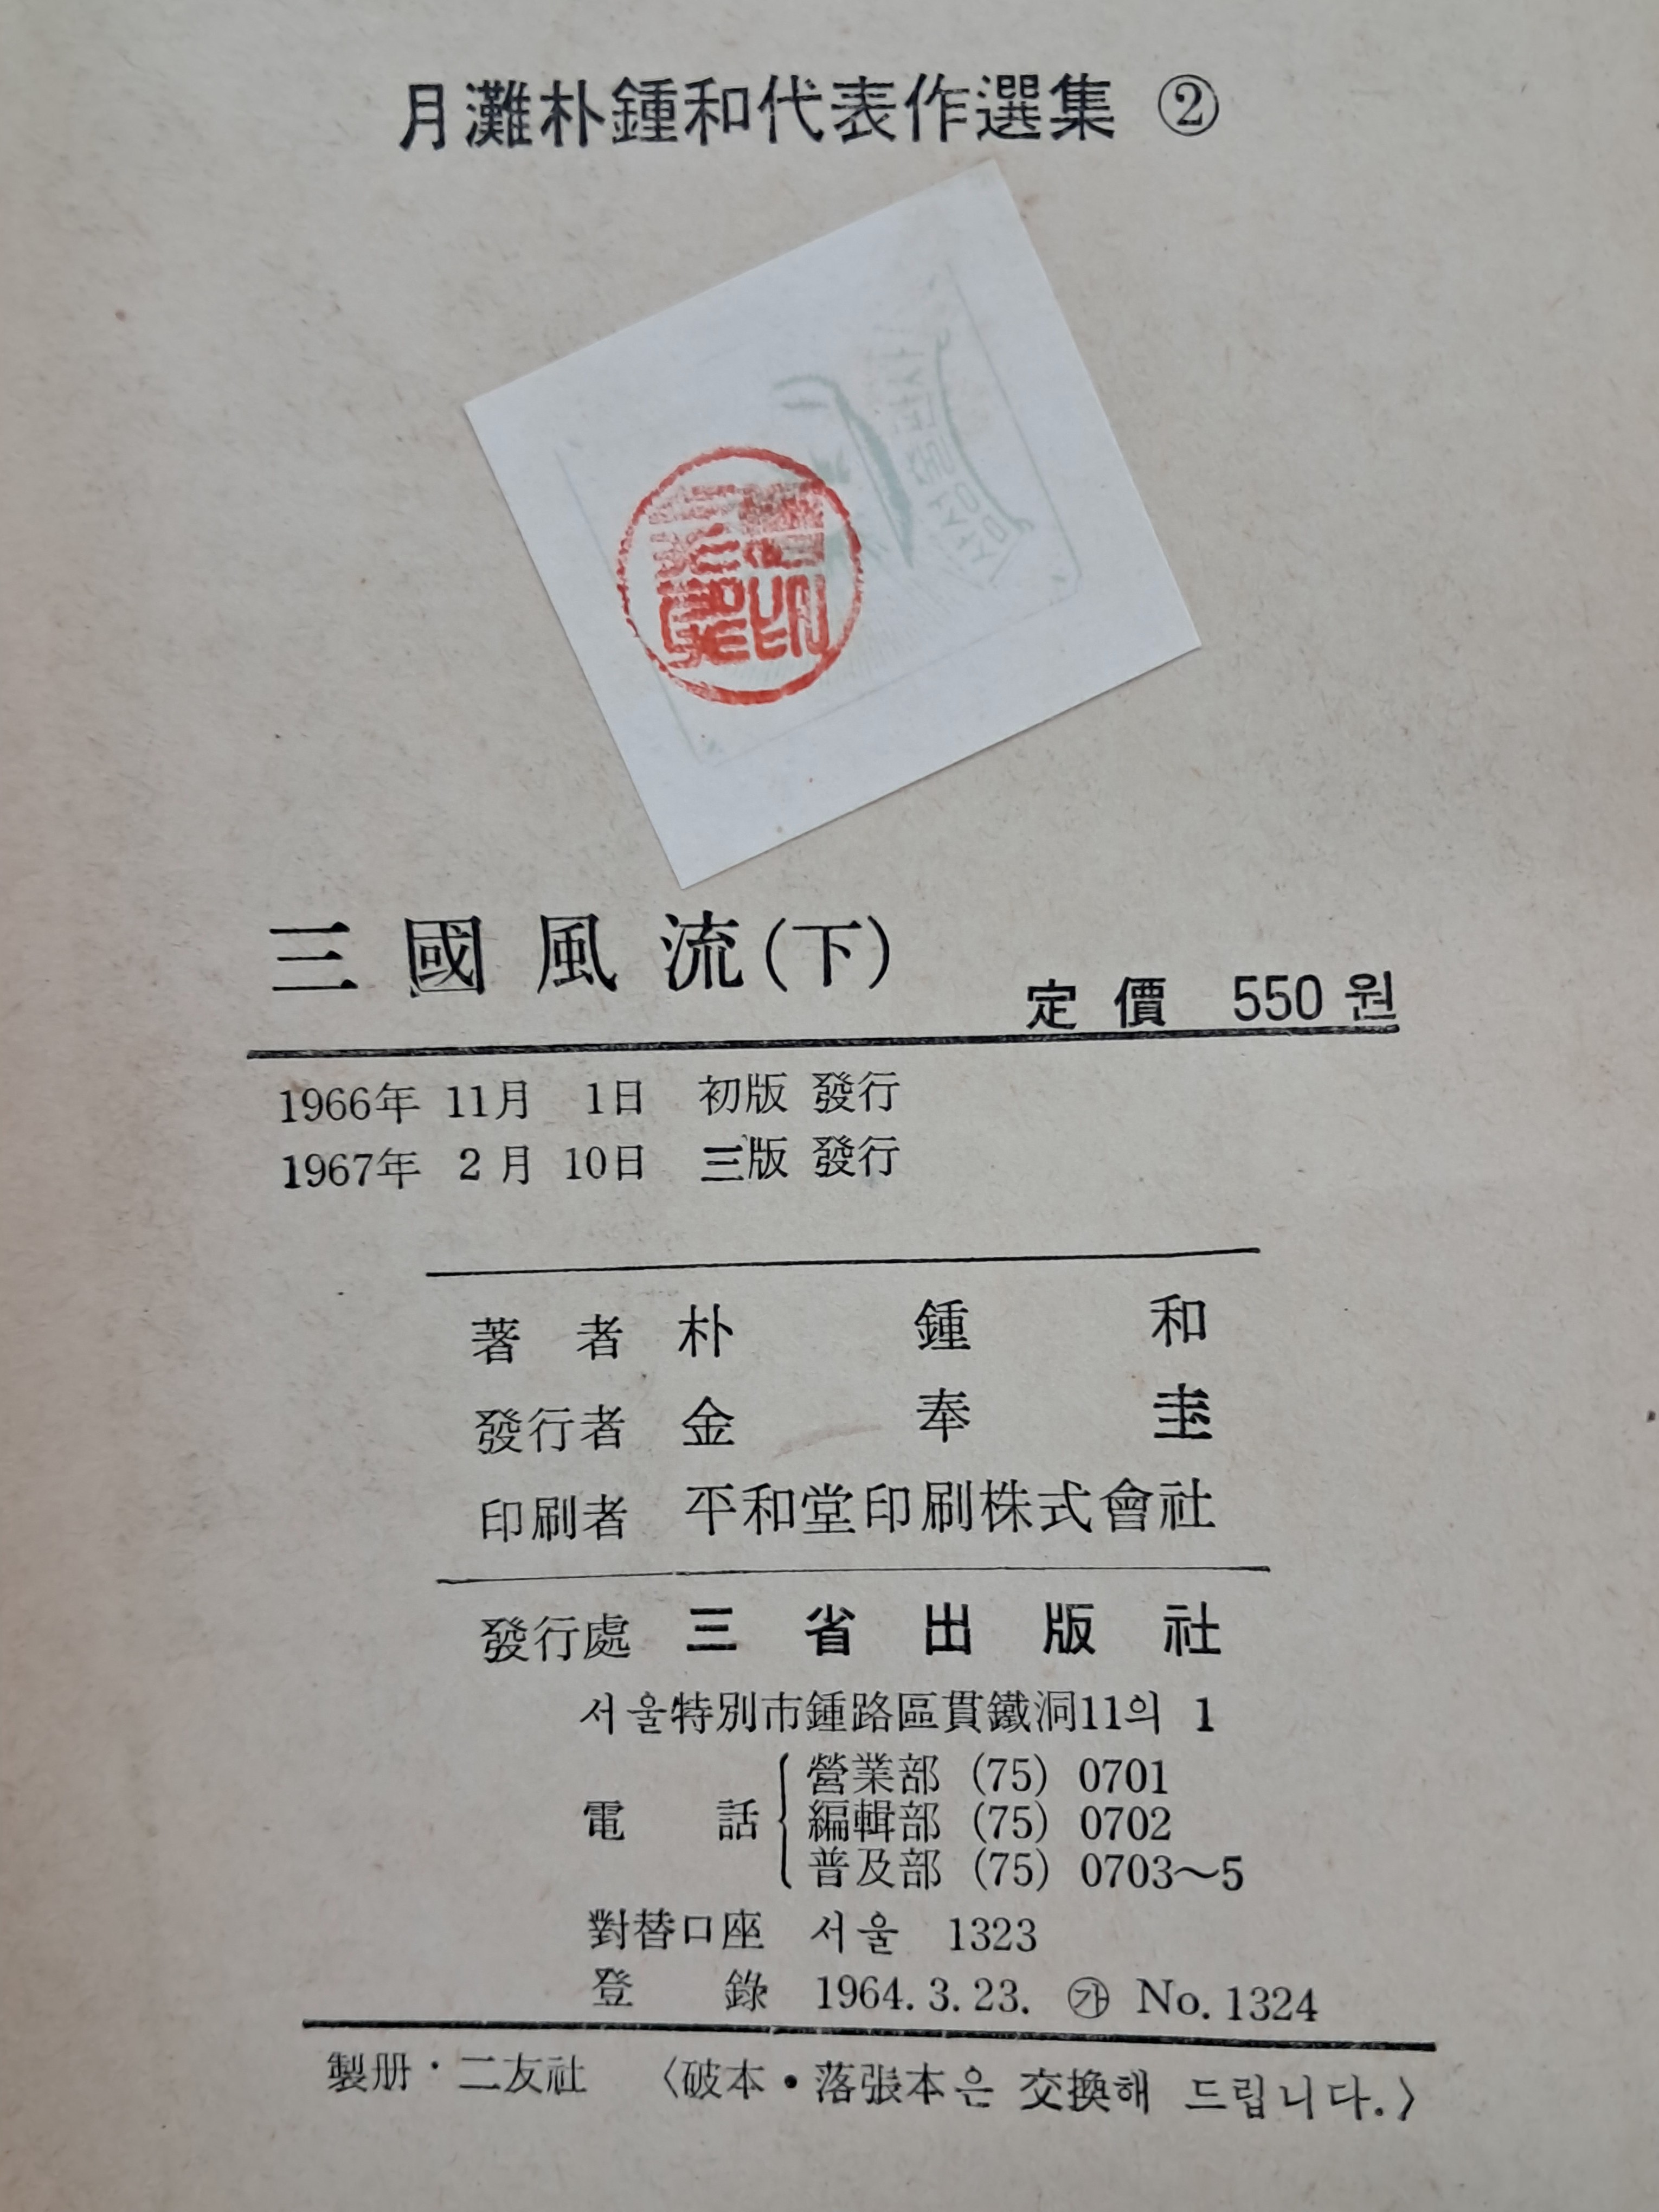 月灘朴鍾和代表作選集 ②
三國風流(下)
定價 550원
1966年 11月 1日 初版 發行
1967年 2月 10日 三版 發行
著者 朴鍾和
發行者 金奉圭
印刷者 平和堂印刷株式會社
發行處 三省出版社
서울特別市鍾路區貫鐵洞11의 1
電話
營業部 (75) 0701
編輯部 (75) 0702
普及部 (75) 0703～5
對替口座 서울 1323
登錄 1964.3.23. ㉮ No.1324
製册·二友社 〈破本•落張本은 交換해 드립니다.〉